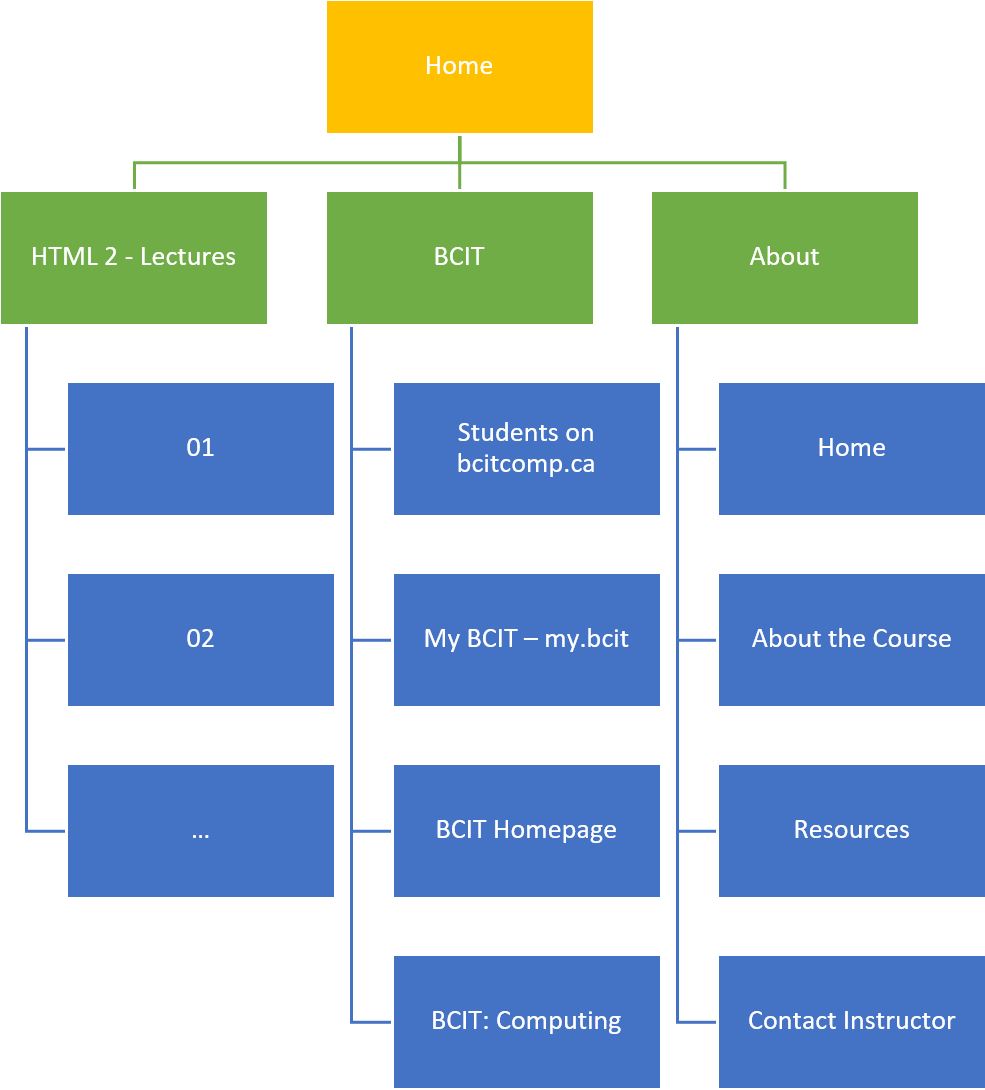 Home
HTML 2 - Lectures
BCIT
About
01
Students on
bcitcomp.ca
Home
02
My BCIT – my.bcit
About the Course
...
BCIT Homepage
Resources
BCIT: Computing
Contact Instructor